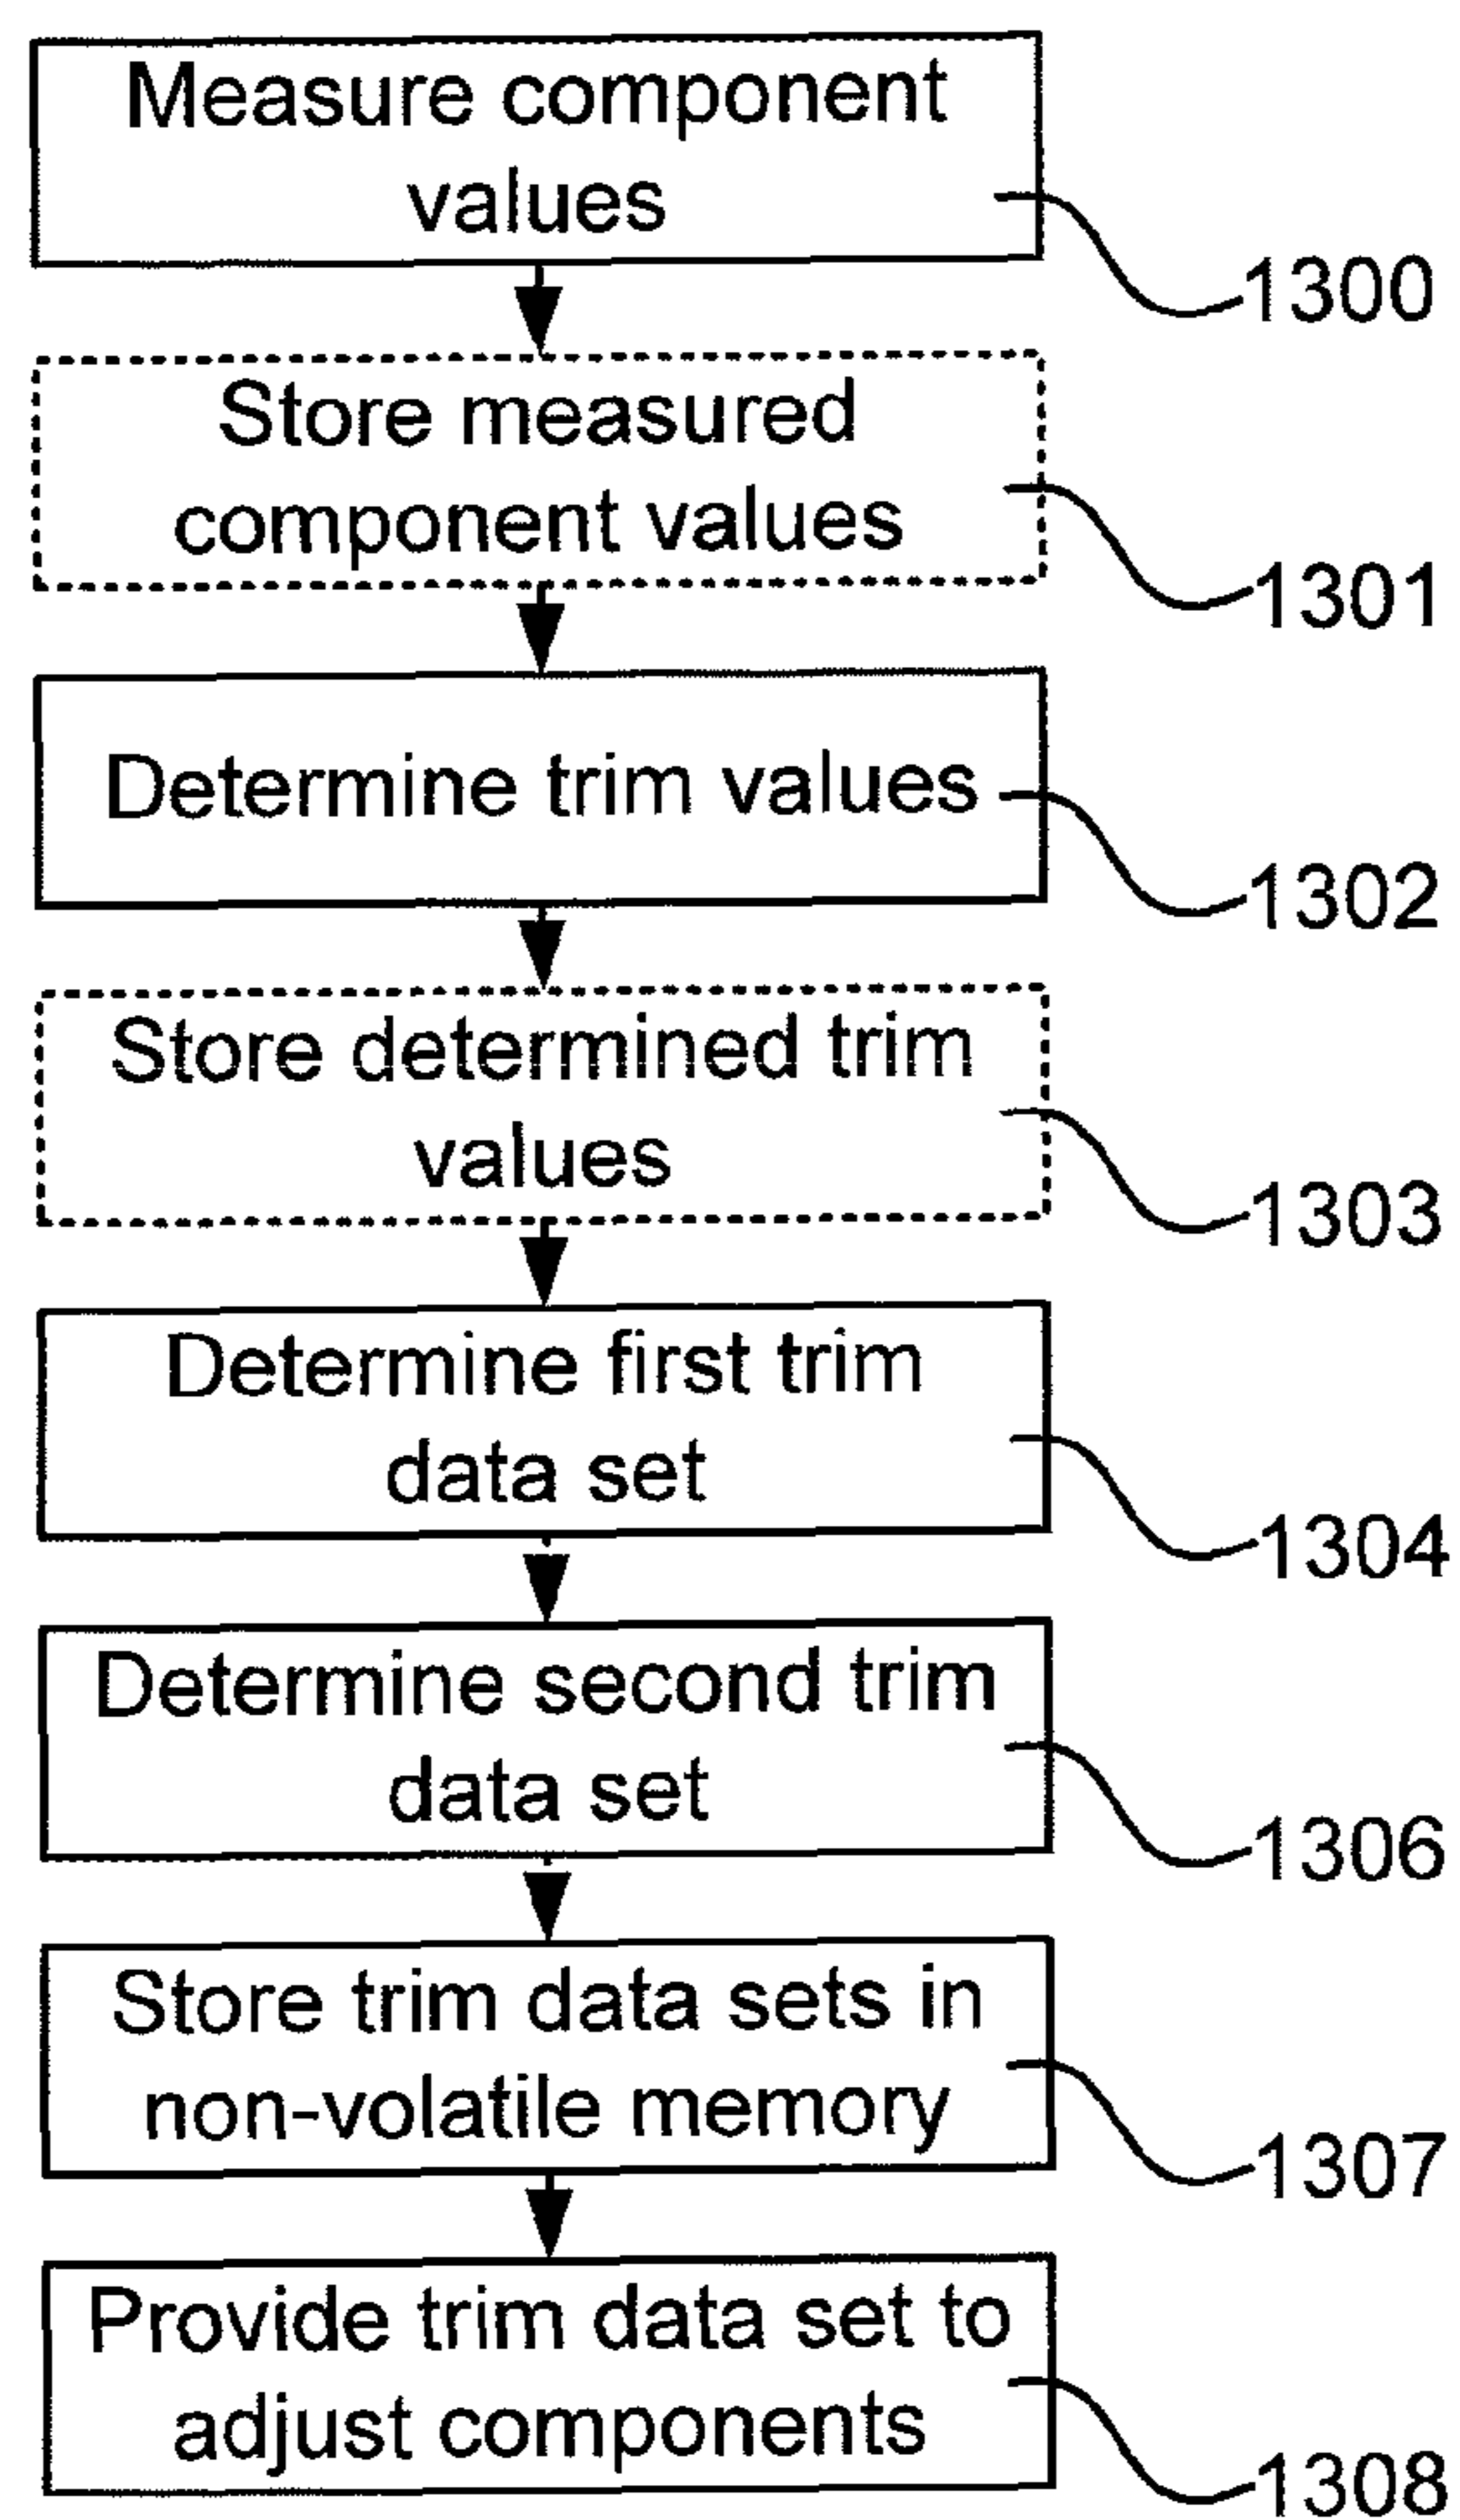 Measure component
values
1300
Store measured
component values
1301
Determine trim values
1302
Store determined trim
values
1303
Determine first trim
data set
1304
Determine second trim
data set
1306
Store trim data sets in
non-volatile memory
1307
Provide trim data set to
adjust components
1308